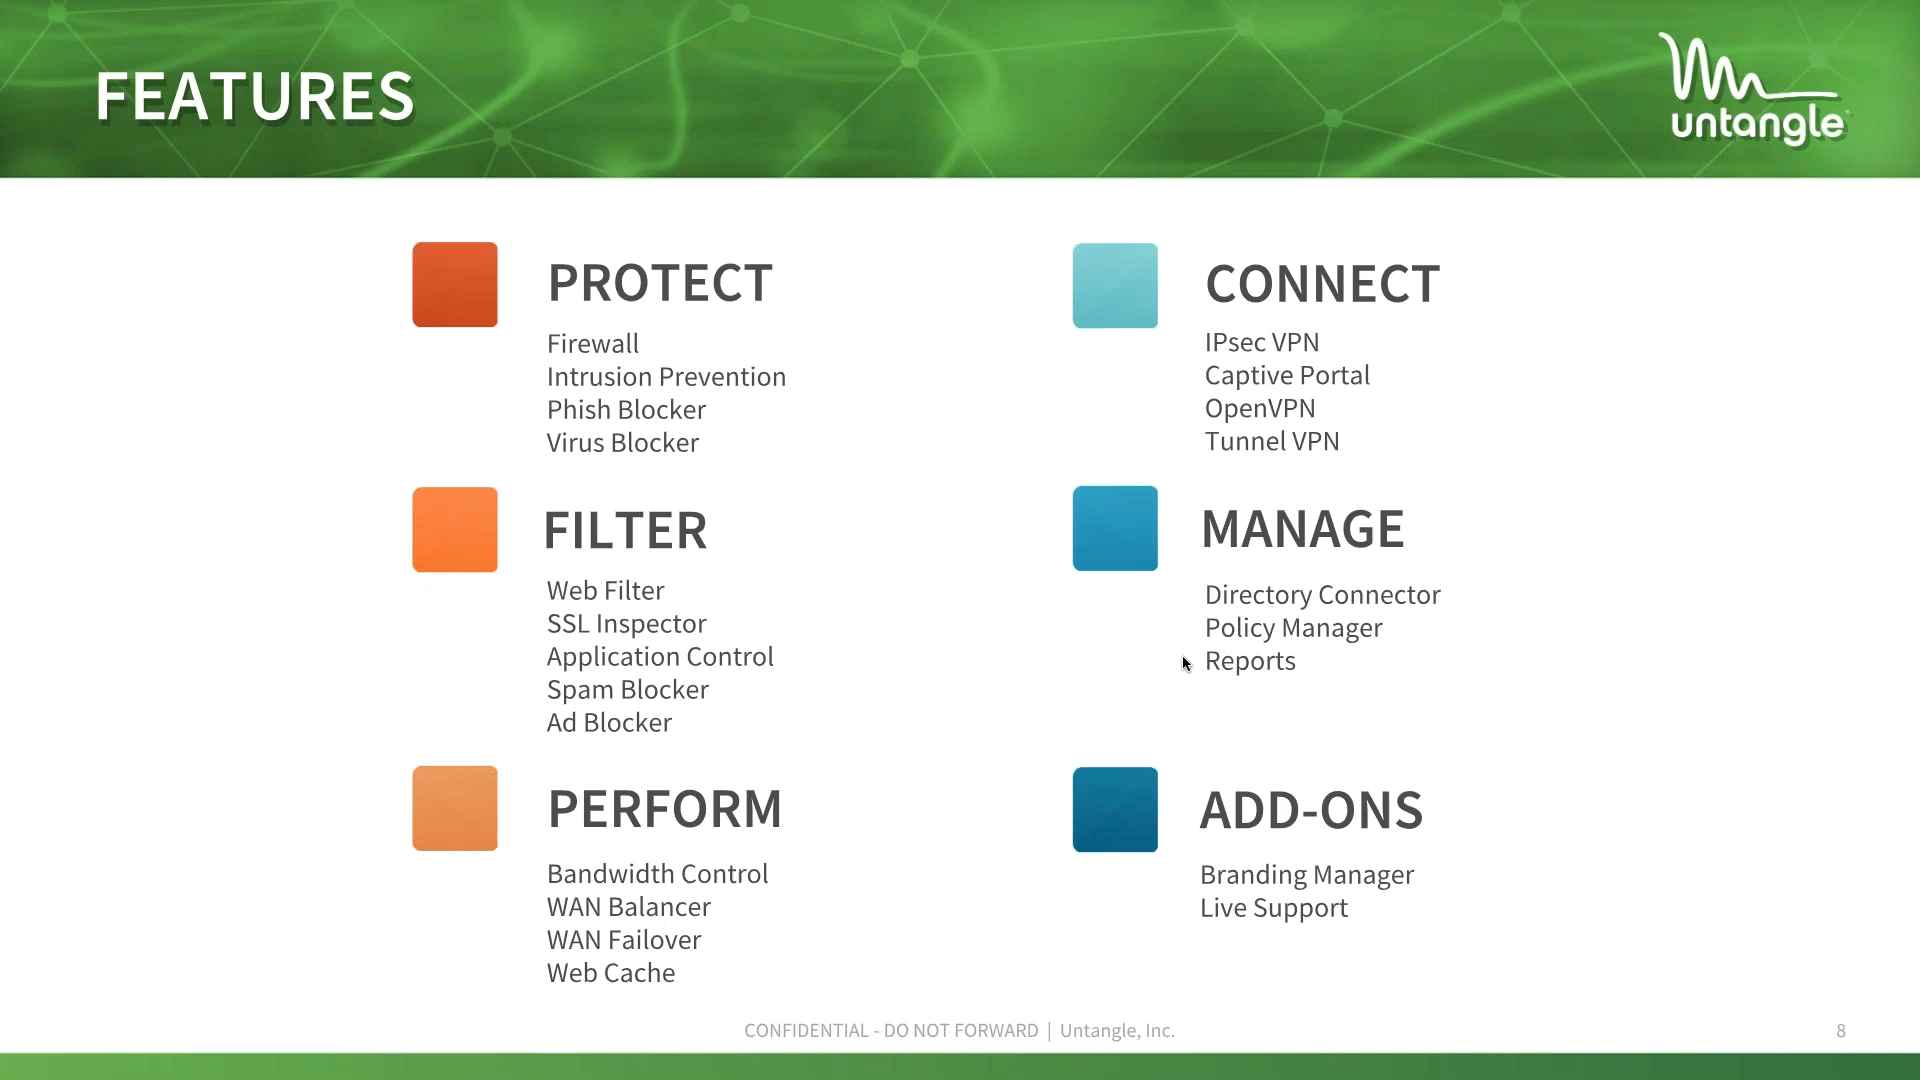 FEATURES
untangle
PROTECT
Firewall
Intrusion Prevention
Phish Blocker
Virus Blocker
FILTER
Web Filter
SSL Inspector
Application Control
Spam Blocker
Ad Blocker
PERFORM
Bandwidth Control
WAN Balancer
WAN Failover
Web Cache
CONNECT
IPsec VPN
Captive Portal
OpenVPN
Tunnel VPN
MANAGE
Directory Connector
Policy Manager
Reports
ADD-ONS
Branding Manager
Live Support
CONFIDENTIAL - DO NOT FORWARD | Untangle, Inc.
8